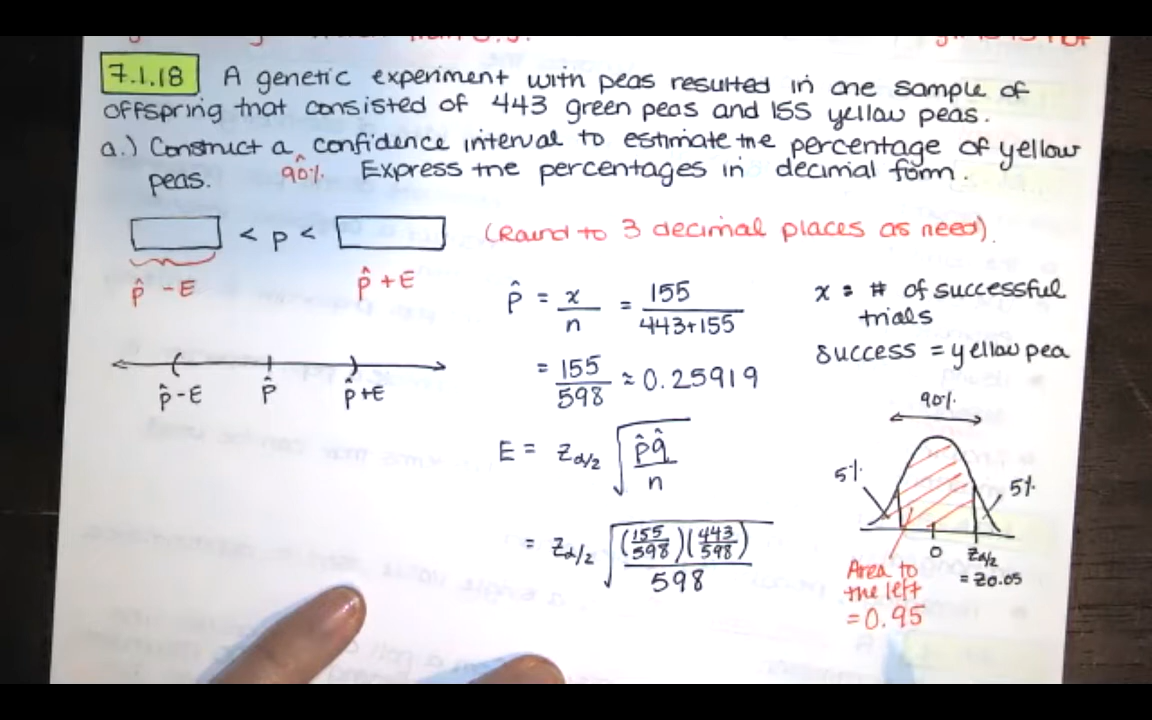 7.1.18 A genetic experiment with peas resulted in one sample of
offspring that consisted of 443 green peas and 155 yellow peas.
a.) Construct a confidence interval to estimate the percentage of yellow
peas. 90% Express the percentages in decimal form.
< p < (Round to 3 decimal places as need).
p̂ - E p̂ + E
p̂ = x/n = 155/(443+155)
x = # of successful
trials
= 155/598 ≈ 0.25919
success = yellow pea
p̂-E p̂ p̂+E
E = Zα/2 √(p̂q̂/n)
= Zα/2 √((155/598)(443/598)/598)
90%
5% 5%
0 Zα/2
= Z0.05
Area to
the left
= 0.95